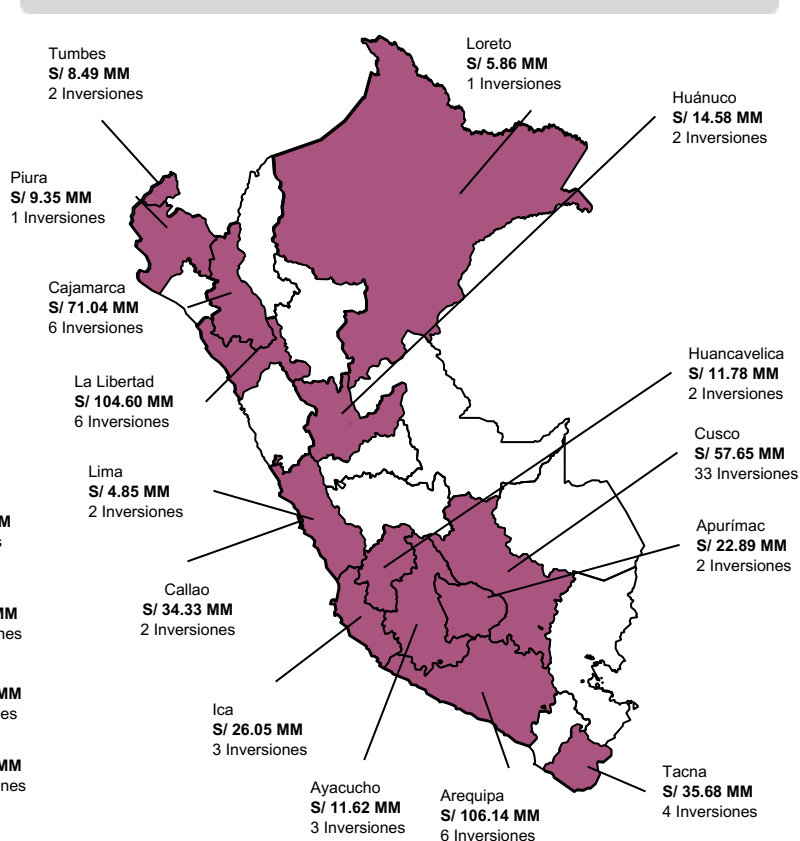 Tumbes
S/ 8.49 MM
2 Inversiones
Loreto
S/ 5.86 MM
1 Inversiones
Huánuco
S/ 14.58 MM
2 Inversiones
Piura
S/ 9.35 MM
1 Inversiones
Cajamarca
S/ 71.04 MM
6 Inversiones
La Libertad
S/ 104.60 MM
6 Inversiones
Huancavelica
S/ 11.78 MM
2 Inversiones
Cusco
S/ 57.65 MM
33 Inversiones
Lima
S/ 4.85 MM
2 Inversiones
Apurímac
S/ 22.89 MM
2 Inversiones
Callao
S/ 34.33 MM
2 Inversiones
Ica
S/ 26.05 MM
3 Inversiones
Ayacucho
S/ 11.62 MM
3 Inversiones
Arequipa
S/ 106.14 MM
6 Inversiones
Tacna
S/ 35.68 MM
4 Inversiones
MM
MM
MM